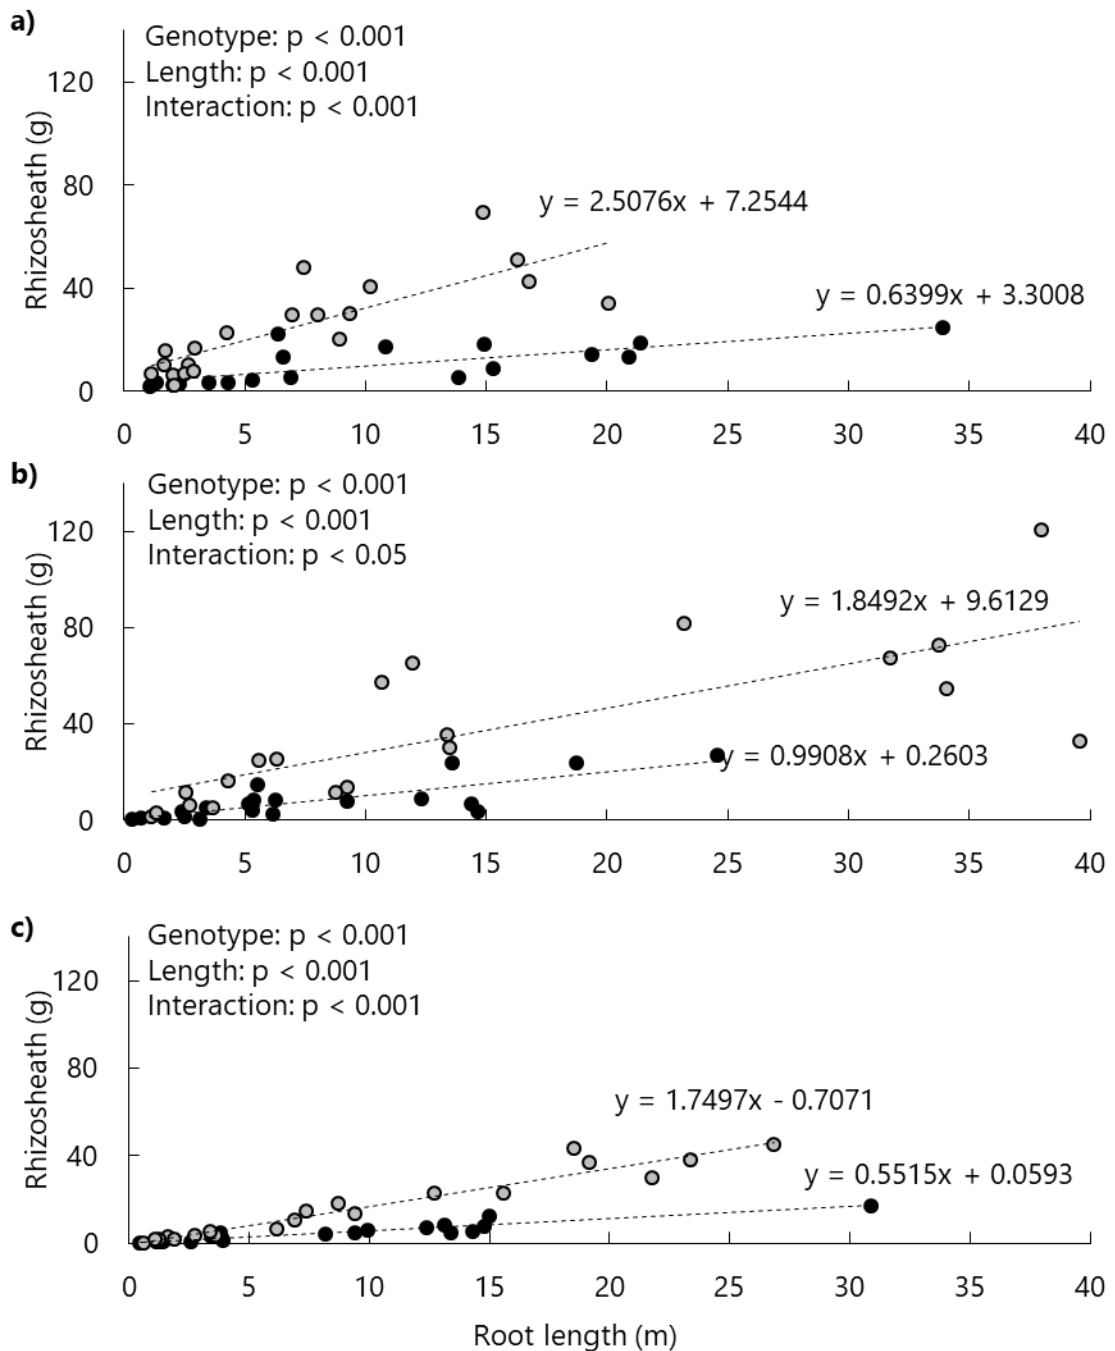 a)
Genotype: p < 0.001
Length: p < 0.001
Interaction: p < 0.001
Rhizosheath (g)
120
80
40
0
y = 2.5076x + 7.2544
y = 0.6399x + 3.3008
0 5 10 15 20 25 30 35 40
b)
Genotype: p < 0.001
Length: p < 0.001
Interaction: p < 0.05
Rhizosheath (g)
120
80
40
0
y = 1.8492x + 9.6129
y = 0.9908x + 0.2603
0 5 10 15 20 25 30 35 40
c)
Genotype: p < 0.001
Length: p < 0.001
Interaction: p < 0.001
Rhizosheath (g)
120
80
40
0
y = 1.7497x - 0.7071
y = 0.5515x + 0.0593
0 5 10 15 20 25 30 35 40
Root length (m)